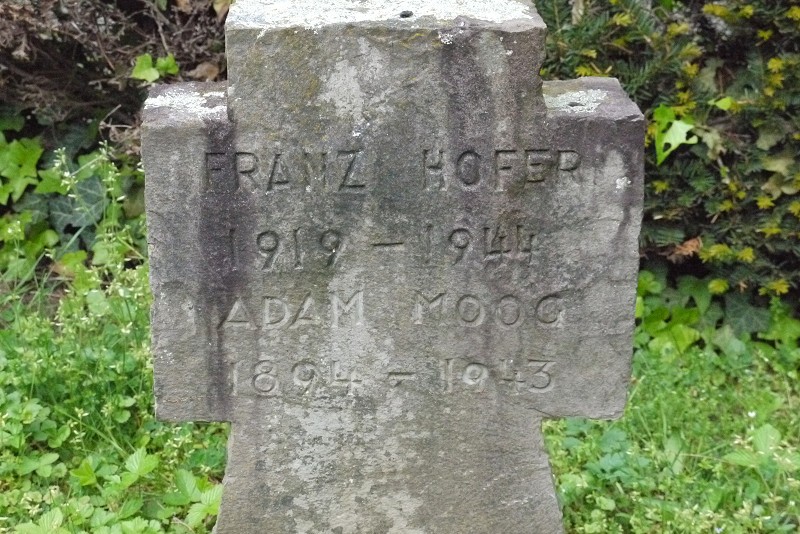 FRANZ HOFER
1919 – 1944
ADAM MOOG
1894 – 1943